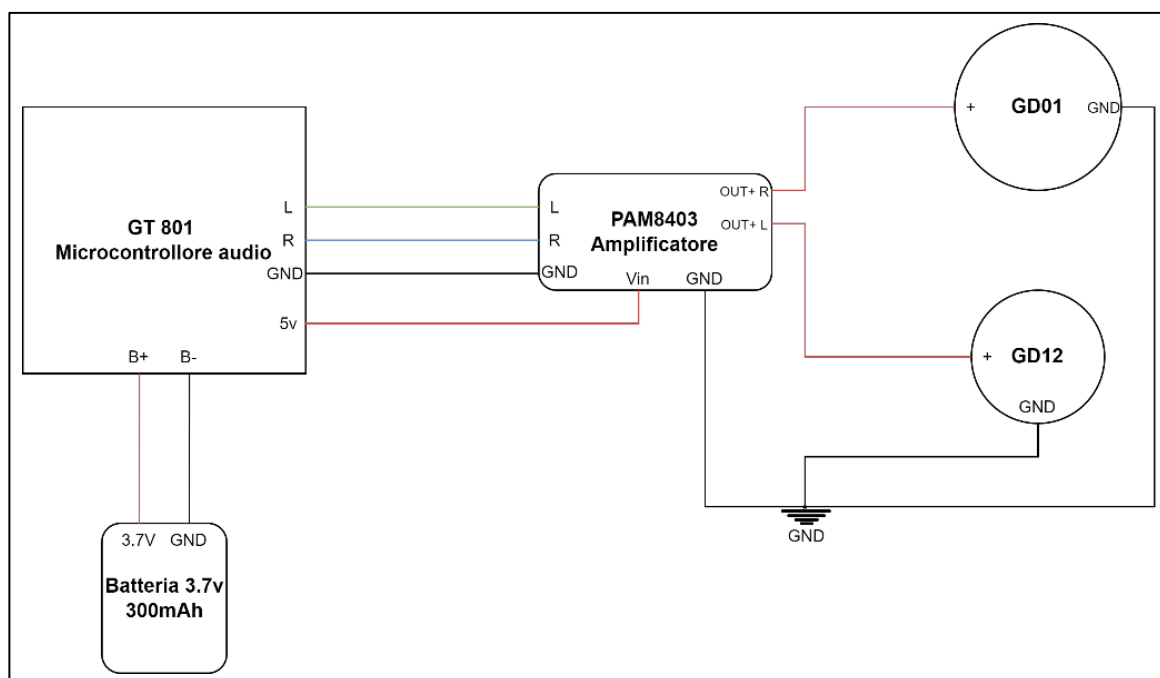 GT 801
Microcontrollore audio
L
R
GND
5v
B+
B-
3.7V
GND
Batteria 3.7v
300mAh
L
R
GND
PAM8403
Amplificatore
OUT+ R
OUT+ L
Vin
GND
+
GD01
GND
+
GD12
GND
GND